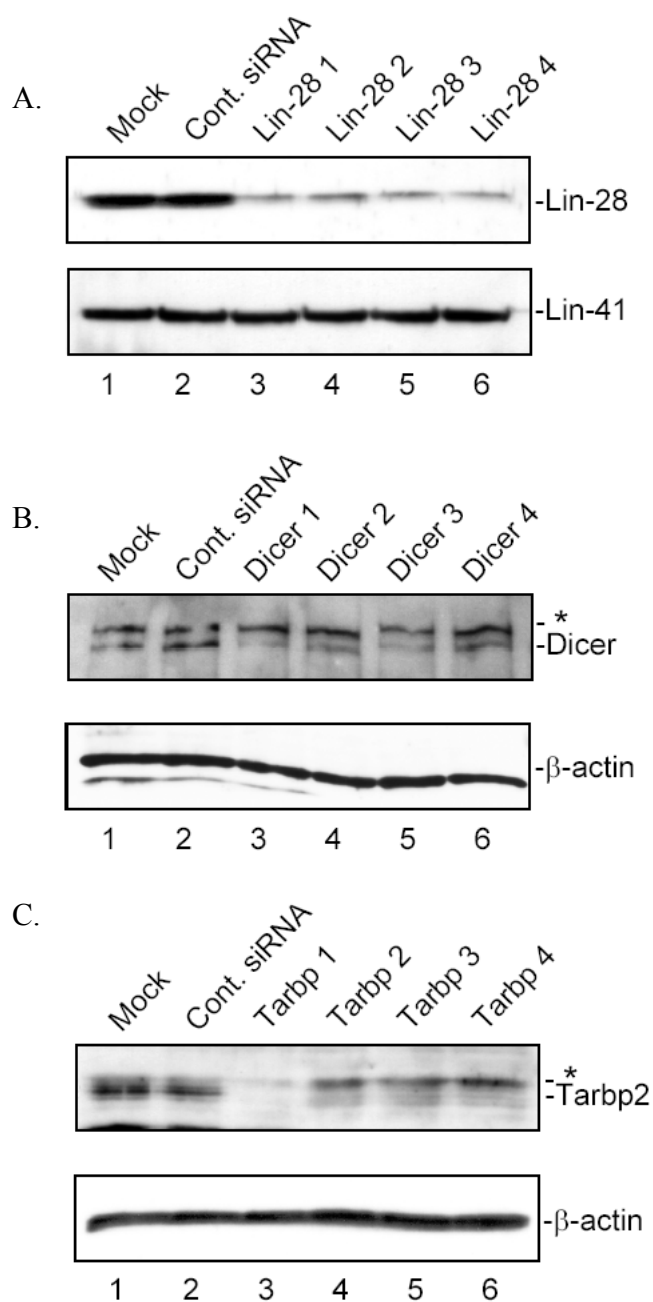 A.
Mock Cont. siRNA Lin-28 1 Lin-28 2 Lin-28 3 Lin-28 4
-Lin-28
-Lin-41
1 2 3 4 5 6
B.
Mock Cont. siRNA Dicer 1 Dicer 2 Dicer 3 Dicer 4
- *
-Dicer
-β-actin
1 2 3 4 5 6
C.
Mock Cont. siRNA Tarbp 1 Tarbp 2 Tarbp 3 Tarbp 4
- *
-Tarbp2
-β-actin
1 2 3 4 5 6